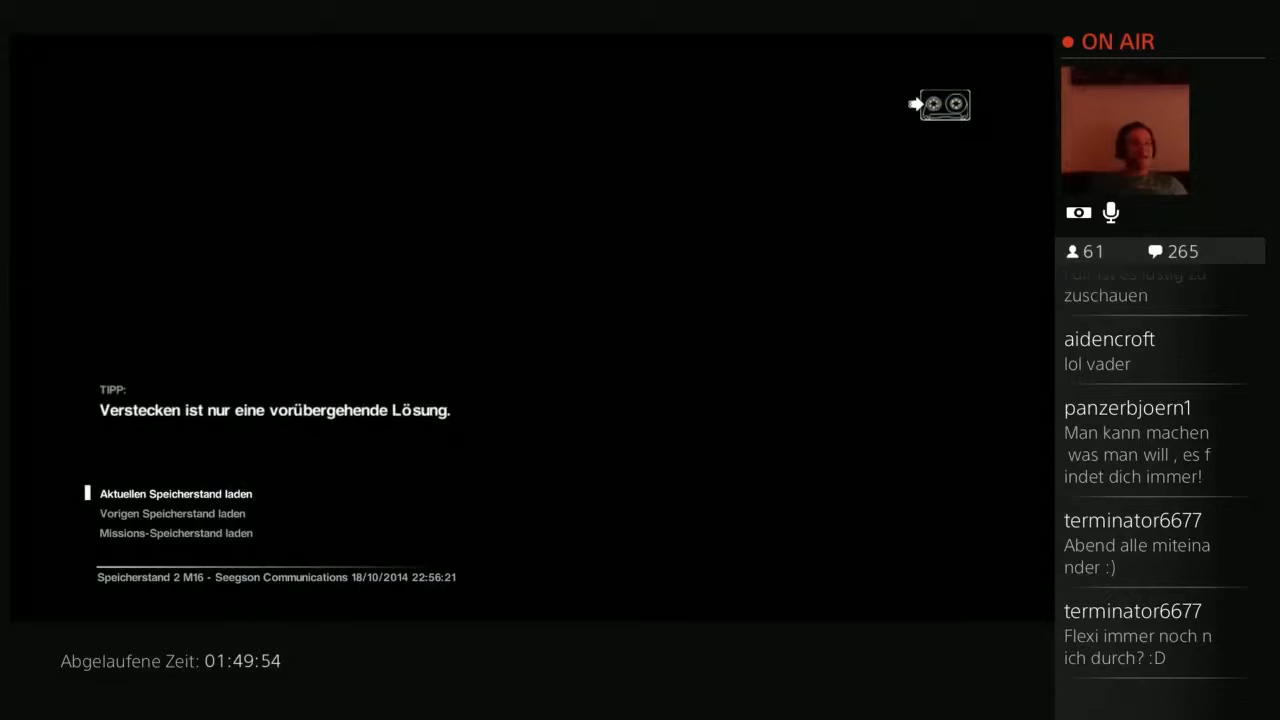 ON AIR
61 265
zuschauen
aidencroft
lol vader
panzerbjoern1
Man kann machen
was man will , es f
indet dich immer!
terminator6677
Abend alle miteina
nder :)
terminator6677
Flexi immer noch n
ich durch? :D
TIPP:
Verstecken ist nur eine vorübergehende Lösung.
Aktuellen Speicherstand laden
Vorigen Speicherstand laden
Missions-Speicherstand laden
Speicherstand 2 M16 - Seegson Communications 18/10/2014 22:56:21
Abgelaufene Zeit: 01:49:54